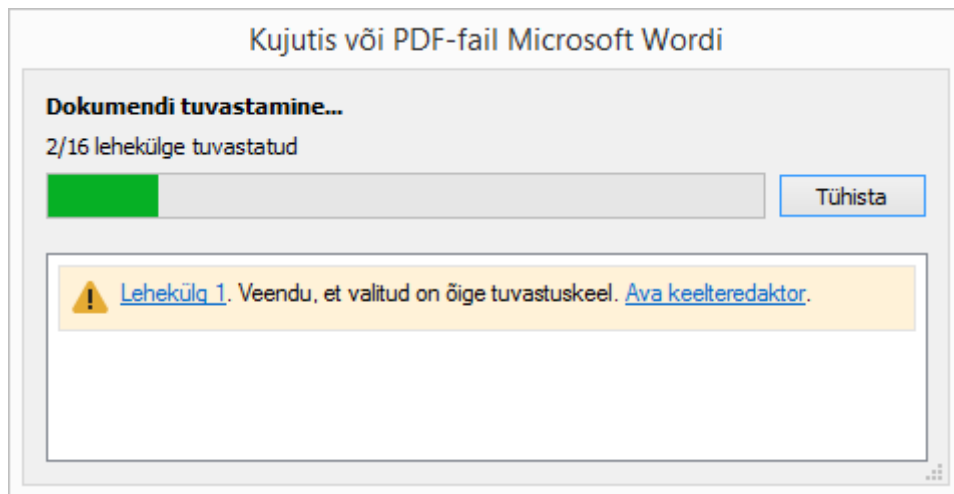 Kujutis või PDF-fail Microsoft Wordi
Dokumendi tuvastamine...
2/16 lehekülge tuvastatud
Tühista
Lehekülg 1. Veendu, et valitud on õige tuvastuskeel. Ava keelteredaktor.